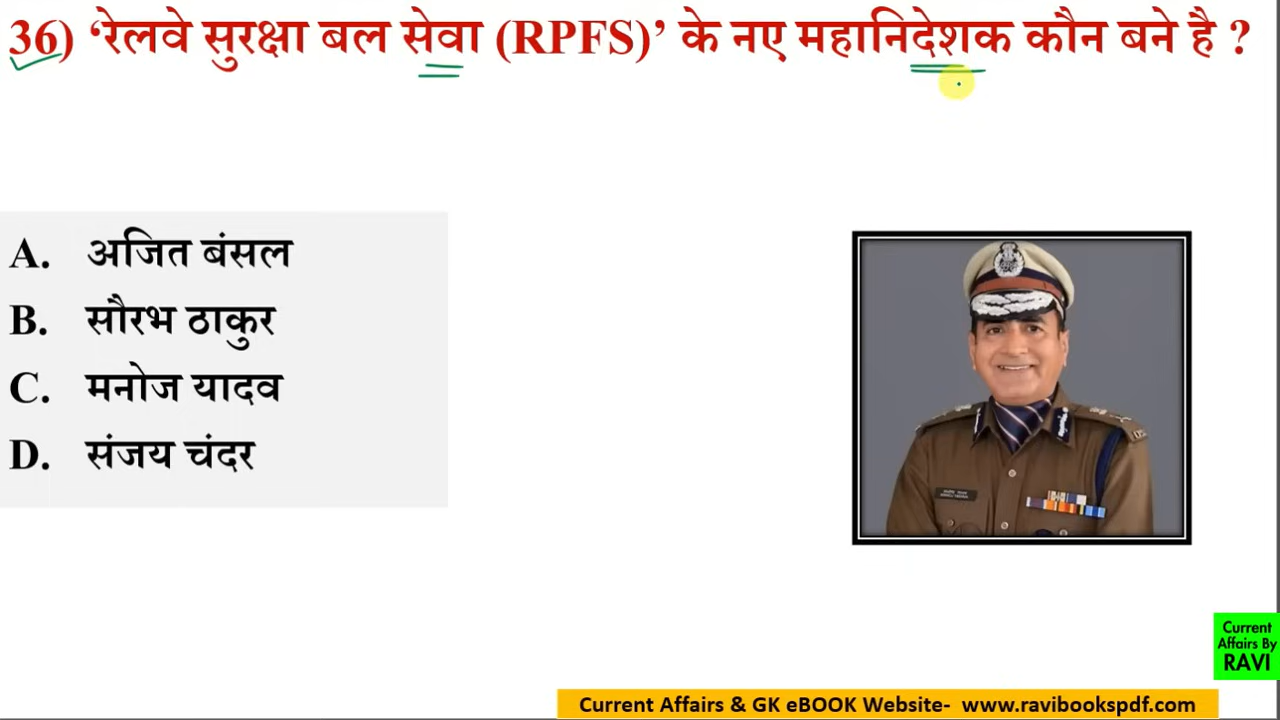 36) ‘रेलवे सुरक्षा बल सेवा (RPFS)’ के नए महानिदेशक कौन बने है ?
A. अजित बंसल
B. सौरभ ठाकुर
C. मनोज यादव
D. संजय चंदर
Current
Affairs By
RAVI
Current Affairs & GK eBOOK Website- www.ravibookspdf.com